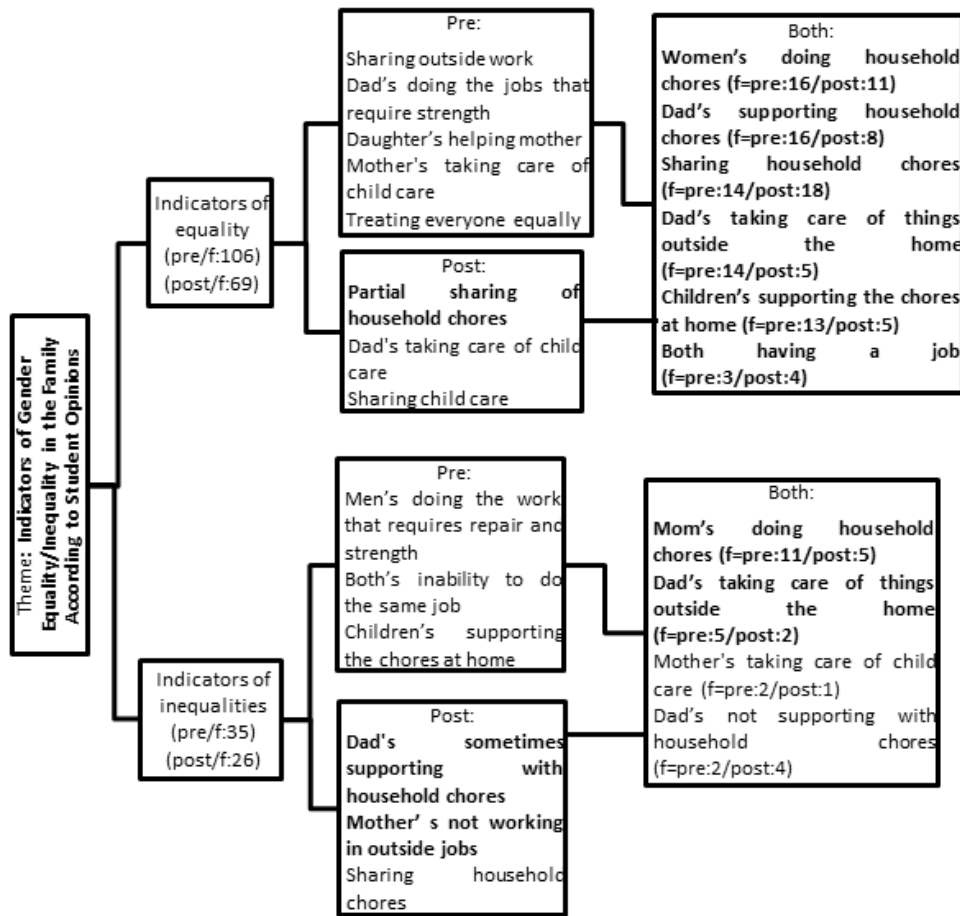 Theme: Indicators of Gender
Equality/Inequality in the Family
According to Student Opinions
Indicators of
equality
(pre/f:106)
(post/f:69)
Pre:
Sharing outside work
Dad's doing the jobs that
require strength
Daughter's helping mother
Mother's taking care of
child care
Treating everyone equally
Post:
Partial sharing of
household chores
Dad's taking care of child
care
Sharing child care
Both:
Women's doing household
chores (f=pre:16/post:11)
Dad's supporting household
chores (f=pre:16/post:8)
Sharing household chores
(f=pre:14/post:18)
Dad's taking care of things
outside the home
(f=pre:14/post:5)
Children's supporting the chores
at home (f=pre:13/post:5)
Both having a job
(f=pre:3/post:4)
Indicators of
inequalities
(pre/f:35)
(post/f:26)
Pre:
Men's doing the work
that requires repair and
strength
Both's inability to do
the same job
Children's supporting
the chores at home
Post:
Dad's sometimes
supporting with
household chores
Mother' s not working
in outside jobs
Sharing household
chores
Both:
Mom's doing household
chores (f=pre:11/post:5)
Dad's taking care of things
outside the home
(f=pre:5/post:2)
Mother's taking care of child
care (f=pre:2/post:1)
Dad's not supporting with
household chores
(f=pre:2/post:4)